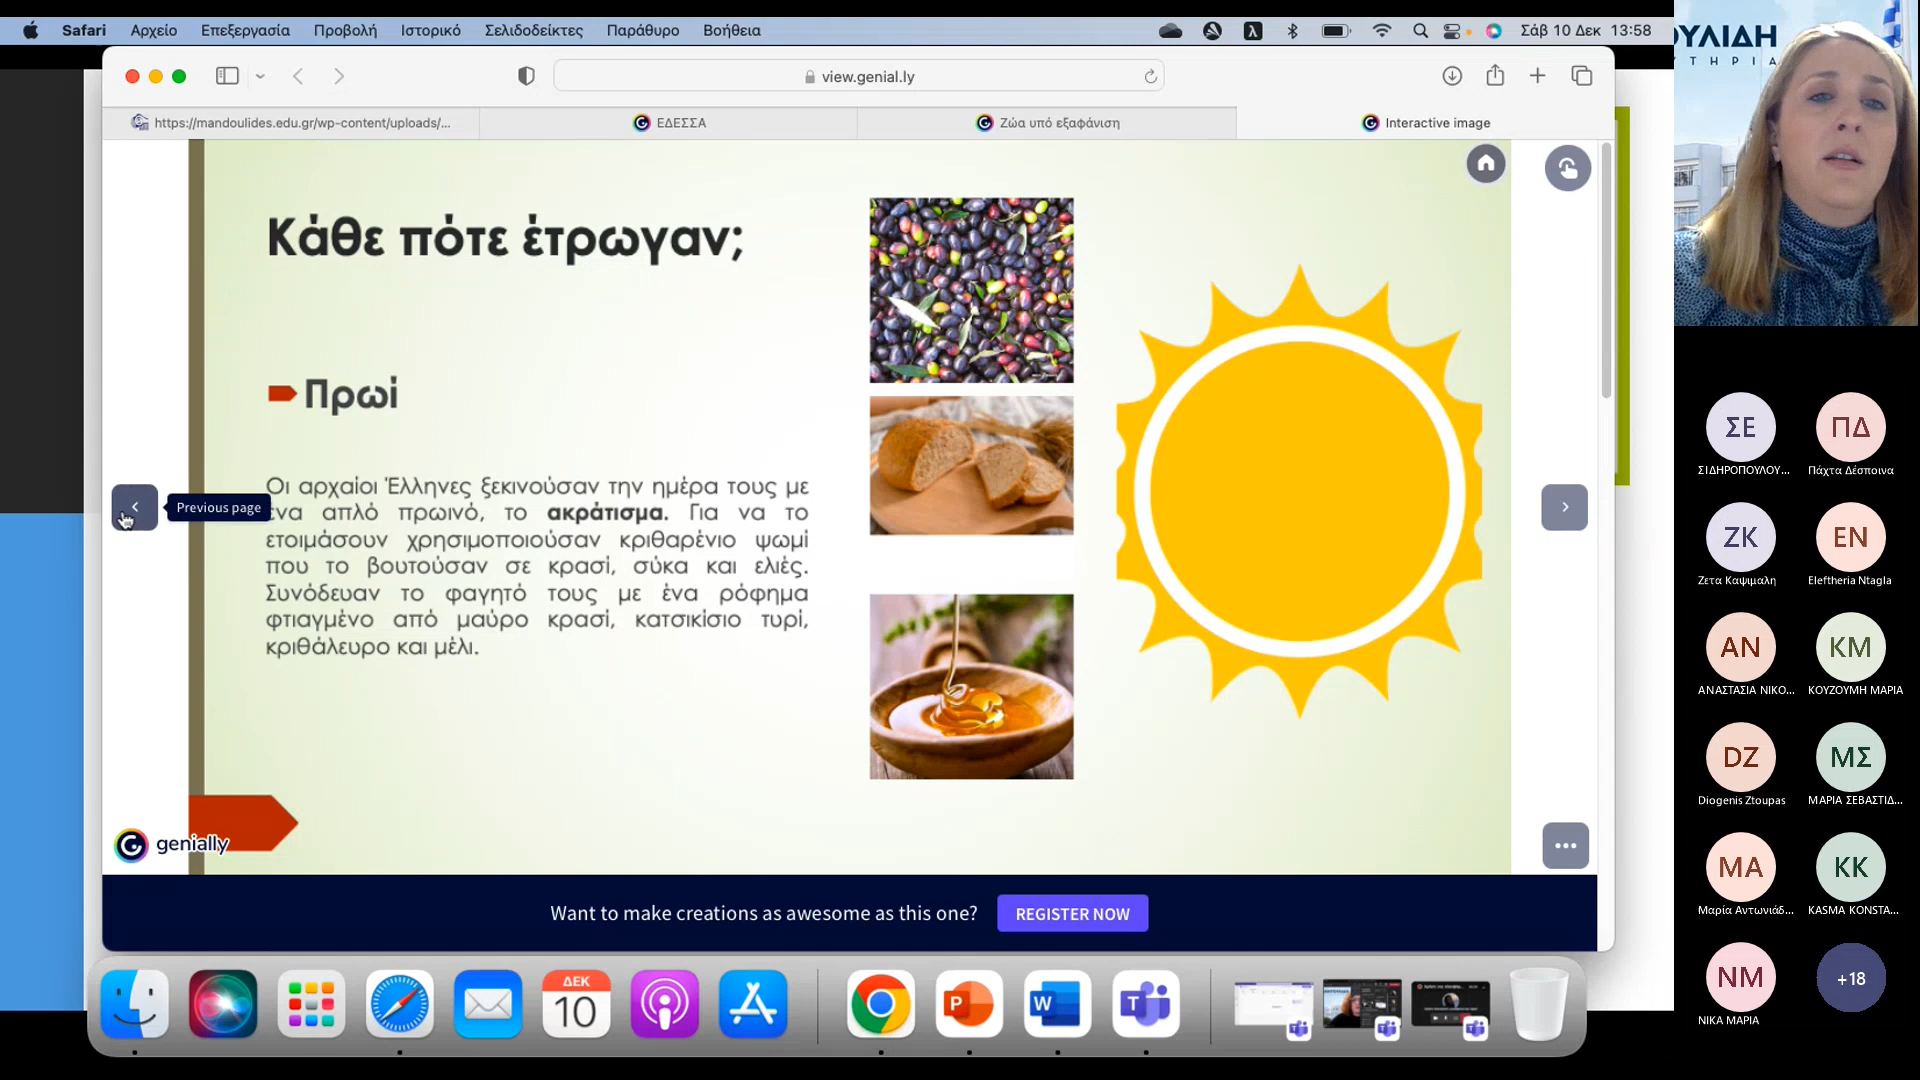 Safari Αρχείο Επεξεργασία Προβολή Ιστορικό Σελιδοδείκτες Παράθυρο Βοήθεια Σάβ 10 Δεκ 13:58
view.genial.ly
https://mandoulides.edu.gr/wp-content/uploads/... ΕΔΕΣΣΑ Ζώα υπό εξαφάνιση Interactive image
Κάθε πότε έτρωγαν;
Πρωί
Οι αρχαίοι Έλληνες ξεκινούσαν την ημέρα τους με
ένα απλό πρωινό, το ακράτισμα. Για να το
ετοιμάσουν χρησιμοποιούσαν κριθαρένιο ψωμί
που το βουτούσαν σε κρασί, σύκα και ελιές.
Συνόδευαν το φαγητό τους με ένα ρόφημα
φτιαγμένο από μαύρο κρασί, κατσικίσιο τυρί,
κριθάλευρο και μέλι.
Previous page
genially
Want to make creations as awesome as this one? REGISTER NOW
ΔΕΚ
10
ΟΥΛΙΔΗ
ΤΗΡΙΑ
ΣΕ ΠΔ
ΣΙΔΗΡΟΠΟΥΛΟΥ... Πάχτα Δέσποινα
ΖΚ EN
Ζετα Καψιμαλη Eleftheria Ntagla
ΑΝ ΚΜ
ΑΝΑΣΤΑΣΙΑ ΝΙΚΟ... ΚΟΥΖΟΥΜΗ ΜΑΡΙΑ
DZ ΜΣ
Diogenis Ztoupas ΜΑΡΙΑ ΣΕΒΑΣΤΙΔ...
ΜΑ KK
Μαρία Αντωνιάδ... KASMA KONSTA...
ΝΜ +18
ΝΙΚΑ ΜΑΡΙΑ